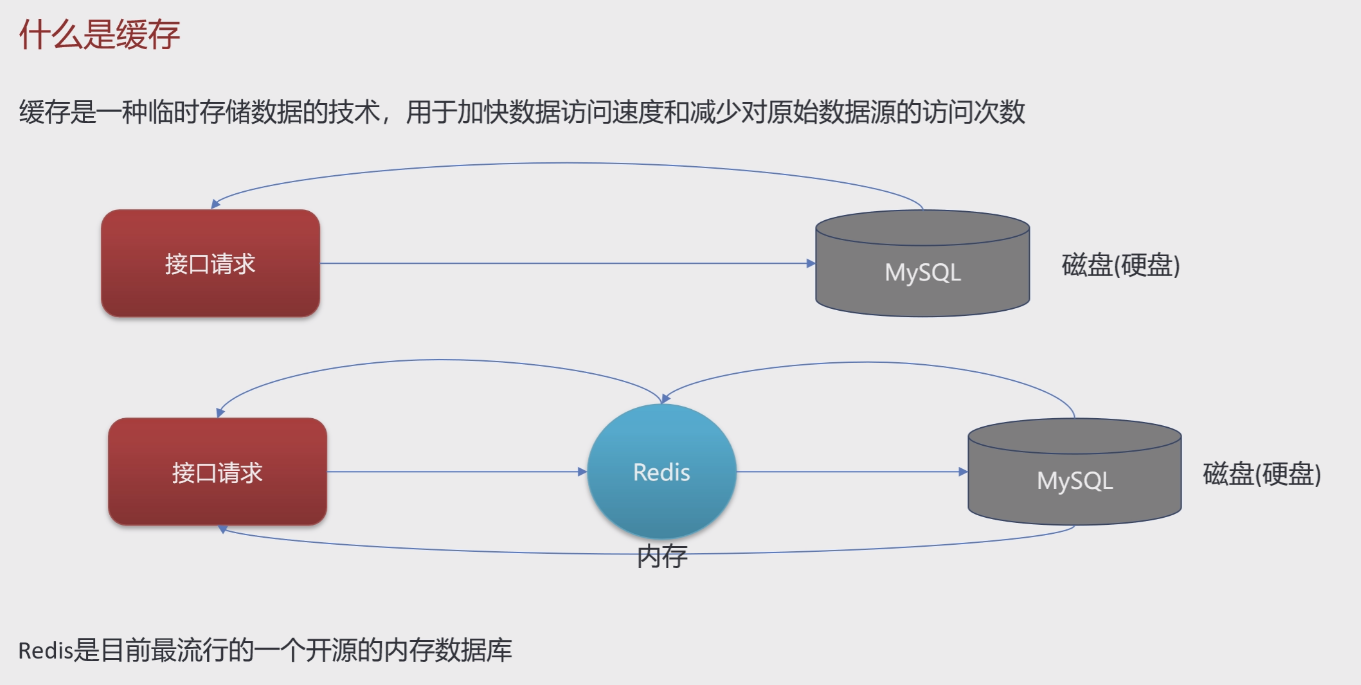 什么是缓存
缓存是一种临时存储数据的技术，用于加快数据访问速度和减少对原始数据源的访问次数
接口请求
MySQL
磁盘(硬盘)
接口请求
Redis
MySQL
磁盘(硬盘)
内存
Redis是目前最流行的一个开源的内存数据库